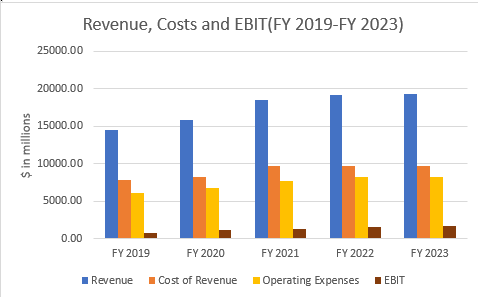 Revenue, Costs and EBIT(FY 2019-FY 2023)
25000.00
20000.00
15000.00
10000.00
5000.00
0.00
$ in millions
FY 2019 FY 2020 FY 2021 FY 2022 FY 2023
Revenue Cost of Revenue Operating Expenses EBIT